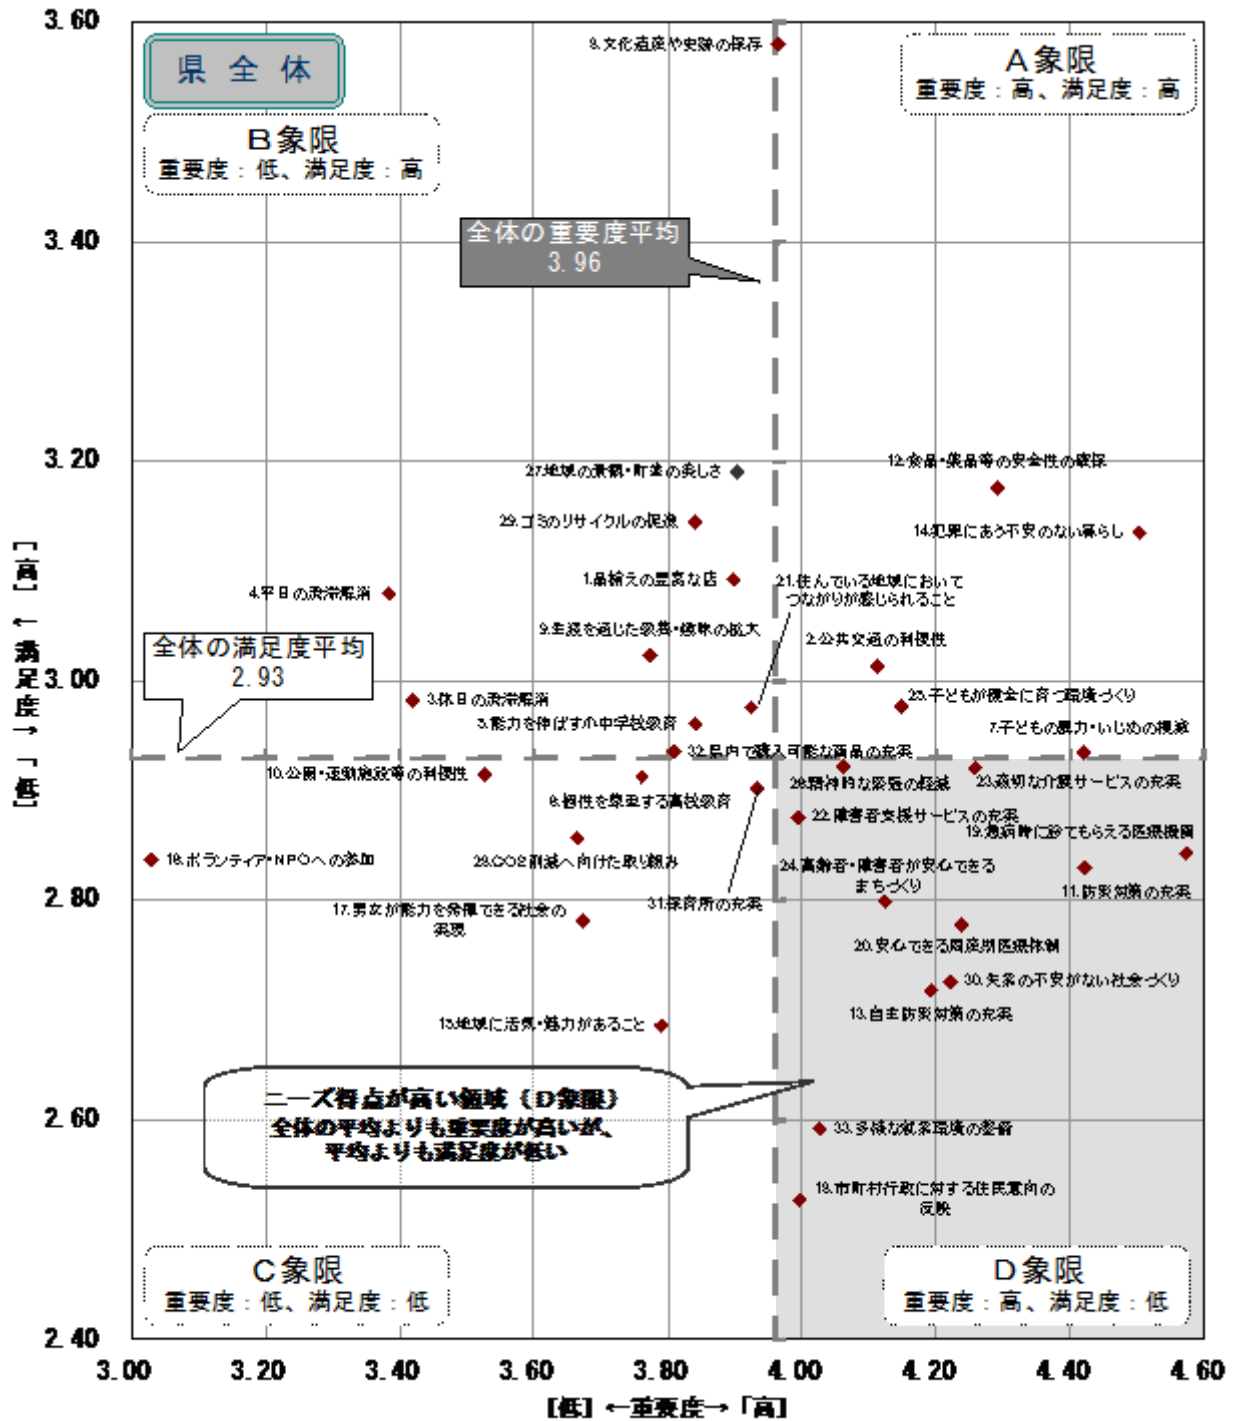 県全体
A象限
重要度：高、満足度：高
B象限
重要度：低、満足度：高
全体の重要度平均
3.96
全体の満足度平均
2.93
[高] ← 満足度 → 「低]
3.60
3.40
3.20
3.00
2.80
2.60
2.40
文化遺産や史跡の保存
27.地域の景観・町並の美しさ
12.食品・薬品等の安全性の確保
29.ゴミのリサイクルの促進
14.犯罪にあう不安のない暮らし
1.品揃えの豊富な店
21.住んでいる地域において
つながりが感じられること
4.平日の渋滞解消
9.生涯を通じた教養・趣味の拡大
2.公共交通の利便性
3.休日の渋滞解消
25.子どもが健全に育つ環境づくり
能力を伸ばす小中学校教育
7.子どもの暴力・いじめの根滅
32.県内で購入可能な商品の充実
10.公園・運動施設等の利便性
個性を尊重する高校教育
精神的な緊張の軽減
23.適切な介護サービスの充実
22.障害者支援サービスの充実
19.急病時に診てもらえる医療機関
ボランティア・NPOへの参加
CO2削減へ向けた取り組み
24.高齢者・障害者が安心できる
まちづくり
11.防災対策の充実
31.保育所の充実
17.男女が能力を発揮できる社会の
実現
20.安心できる周産期医療体制
30.失業の不安がない社会づくり
13.自主防災対策の充実
地域に活気・魅力があること
ニーズ得点が高い領域（D象限）
全体の平均よりも重要度が高いが、
平均よりも満足度が低い
33.多様な就業環境の整備
市町村行政に対する住民意向の
反映
C象限
重要度：低、満足度：低
D象限
重要度：高、満足度：低
3.00 3.20 3.40 3.60 3.80 4.00 4.20 4.40 4.60
[低] ←重要度→「高]